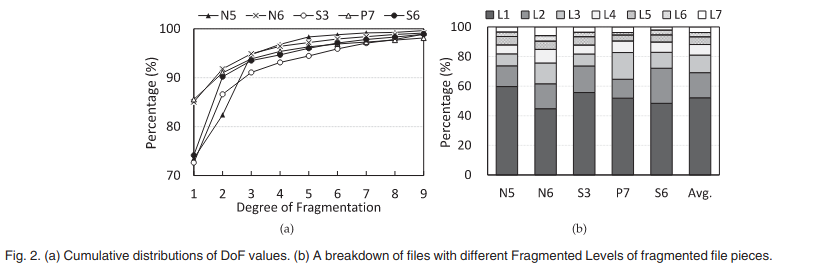 N5 N6 S3 P7 S6
100
90
80
70
Percentage (%)
1 2 3 4 5 6 7 8 9
Degree of Fragmentation
(a)
L1 L2 L3 L4 L5 L6 L7
100
80
60
40
20
0
Percentage (%)
N5 N6 S3 P7 S6 Avg.
(b)
Fig. 2. (a) Cumulative distributions of DoF values. (b) A breakdown of files with different Fragmented Levels of fragmented file pieces.